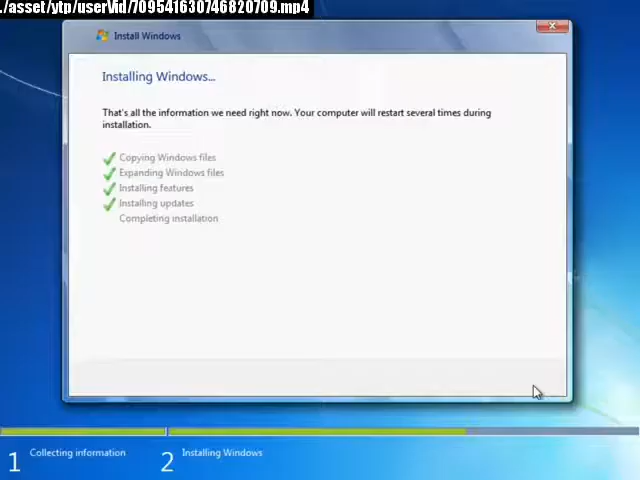 ./asset/ytp/userVid/709541630746820709.mp4
Install Windows
Installing Windows...
That's all the information we need right now. Your computer will restart several times during
installation.
Copying Windows files
Expanding Windows files
Installing features
Installing updates
Completing installation
1 Collecting information
2 Installing Windows